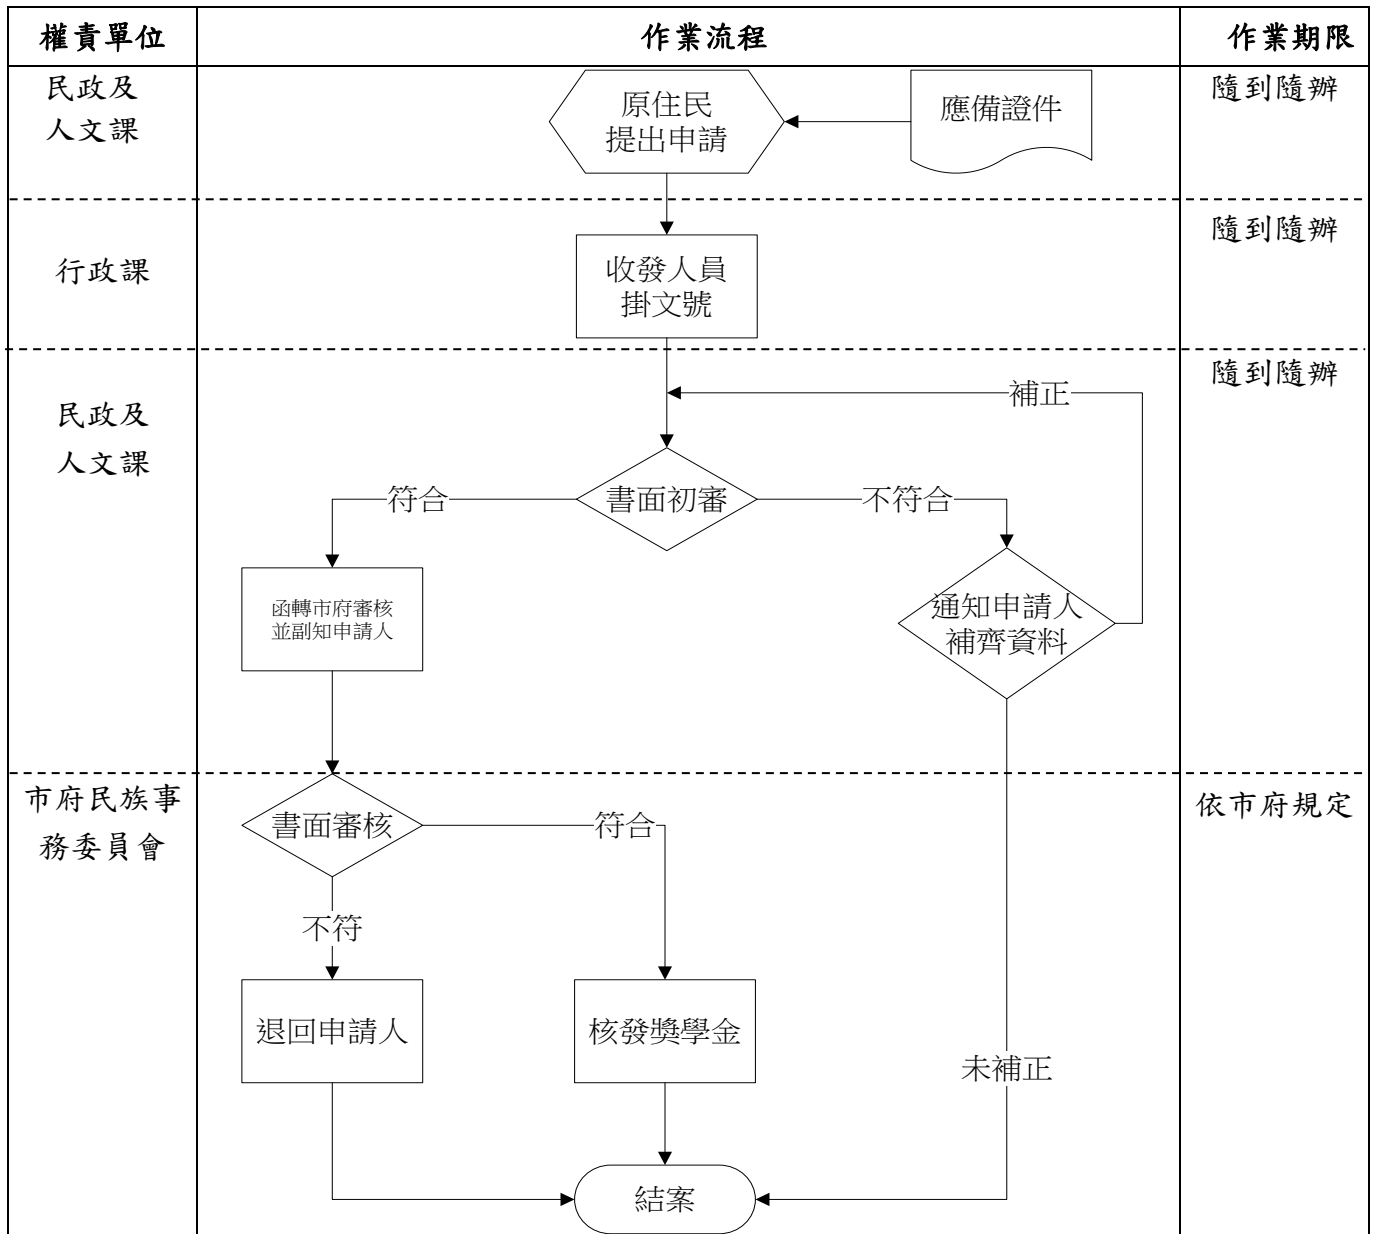 權責單位
作業流程
作業期限
民政及
人文課
原住民
提出申請
應備證件
隨到隨辦
行政課
收發人員
掛文號
隨到隨辦
民政及
人文課
隨到隨辦
補正
書面初審
符合
不符合
函轉市府審核
並副知申請人
通知申請人
補齊資料
市府民族事
務委員會
依市府規定
書面審核
符合
不符
退回申請人
核發獎學金
未補正
結案